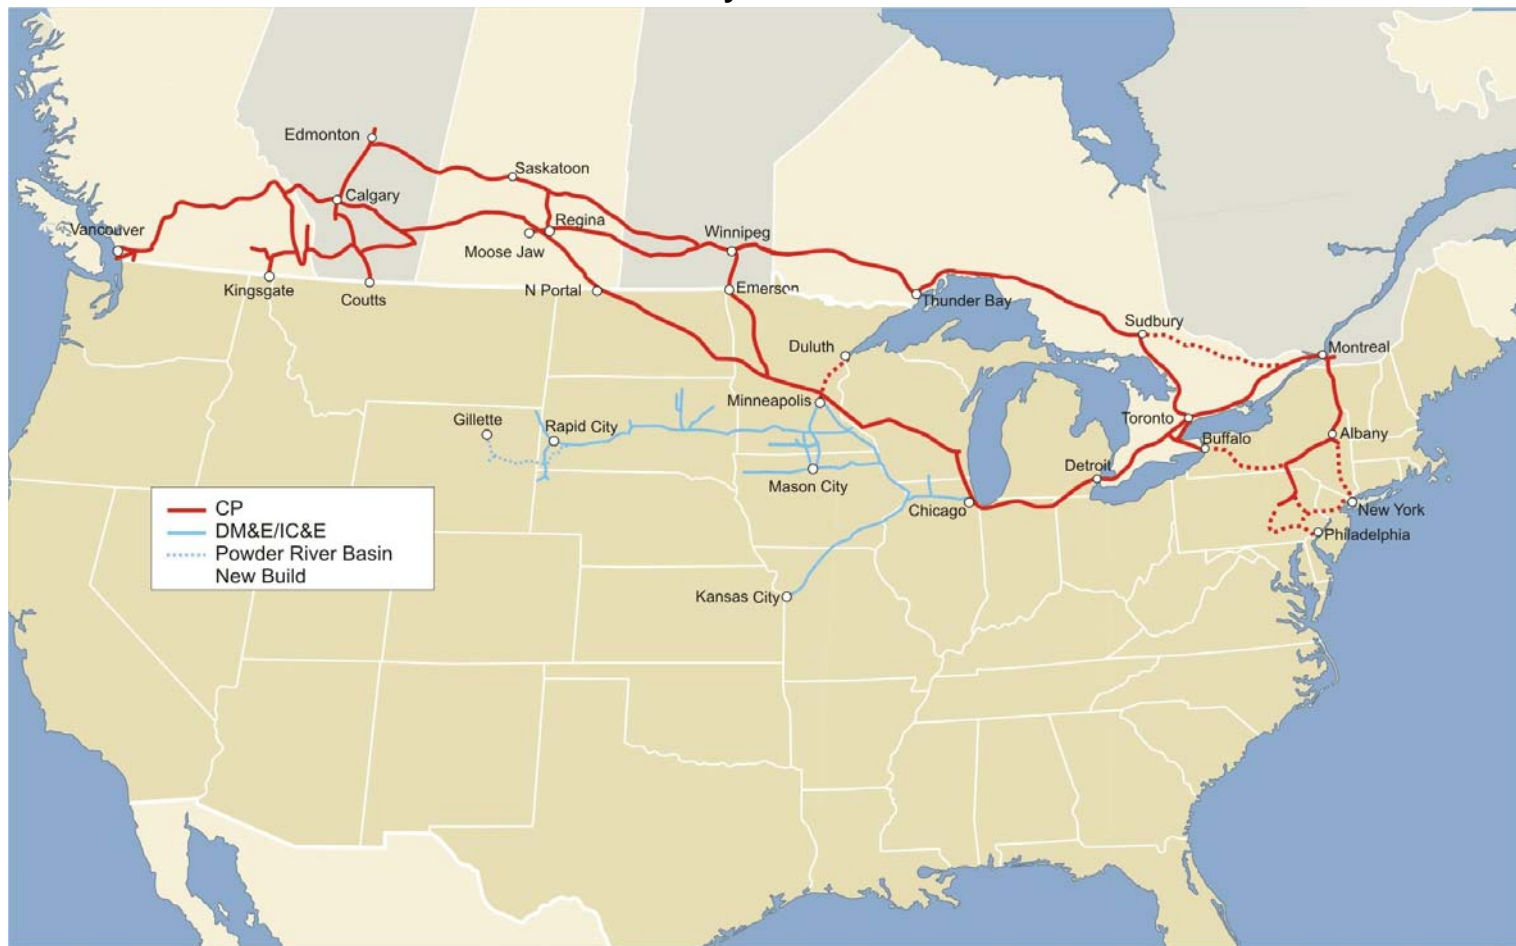 Edmonton
Saskatoon
Calgary
Regina
Vancouver
Winnipeg
Moose Jaw
Kingsgate
Coutts
N Portal
Emerson
Thunder Bay
Sudbury
Duluth
Montreal
Minneapolis
Toronto
Gillette
Rapid City
Buffalo
Albany
Detroit
Mason City
Chicago
New York
Philadelphia
CP
DM&E/IC&E
Powder River Basin
New Build
Kansas City